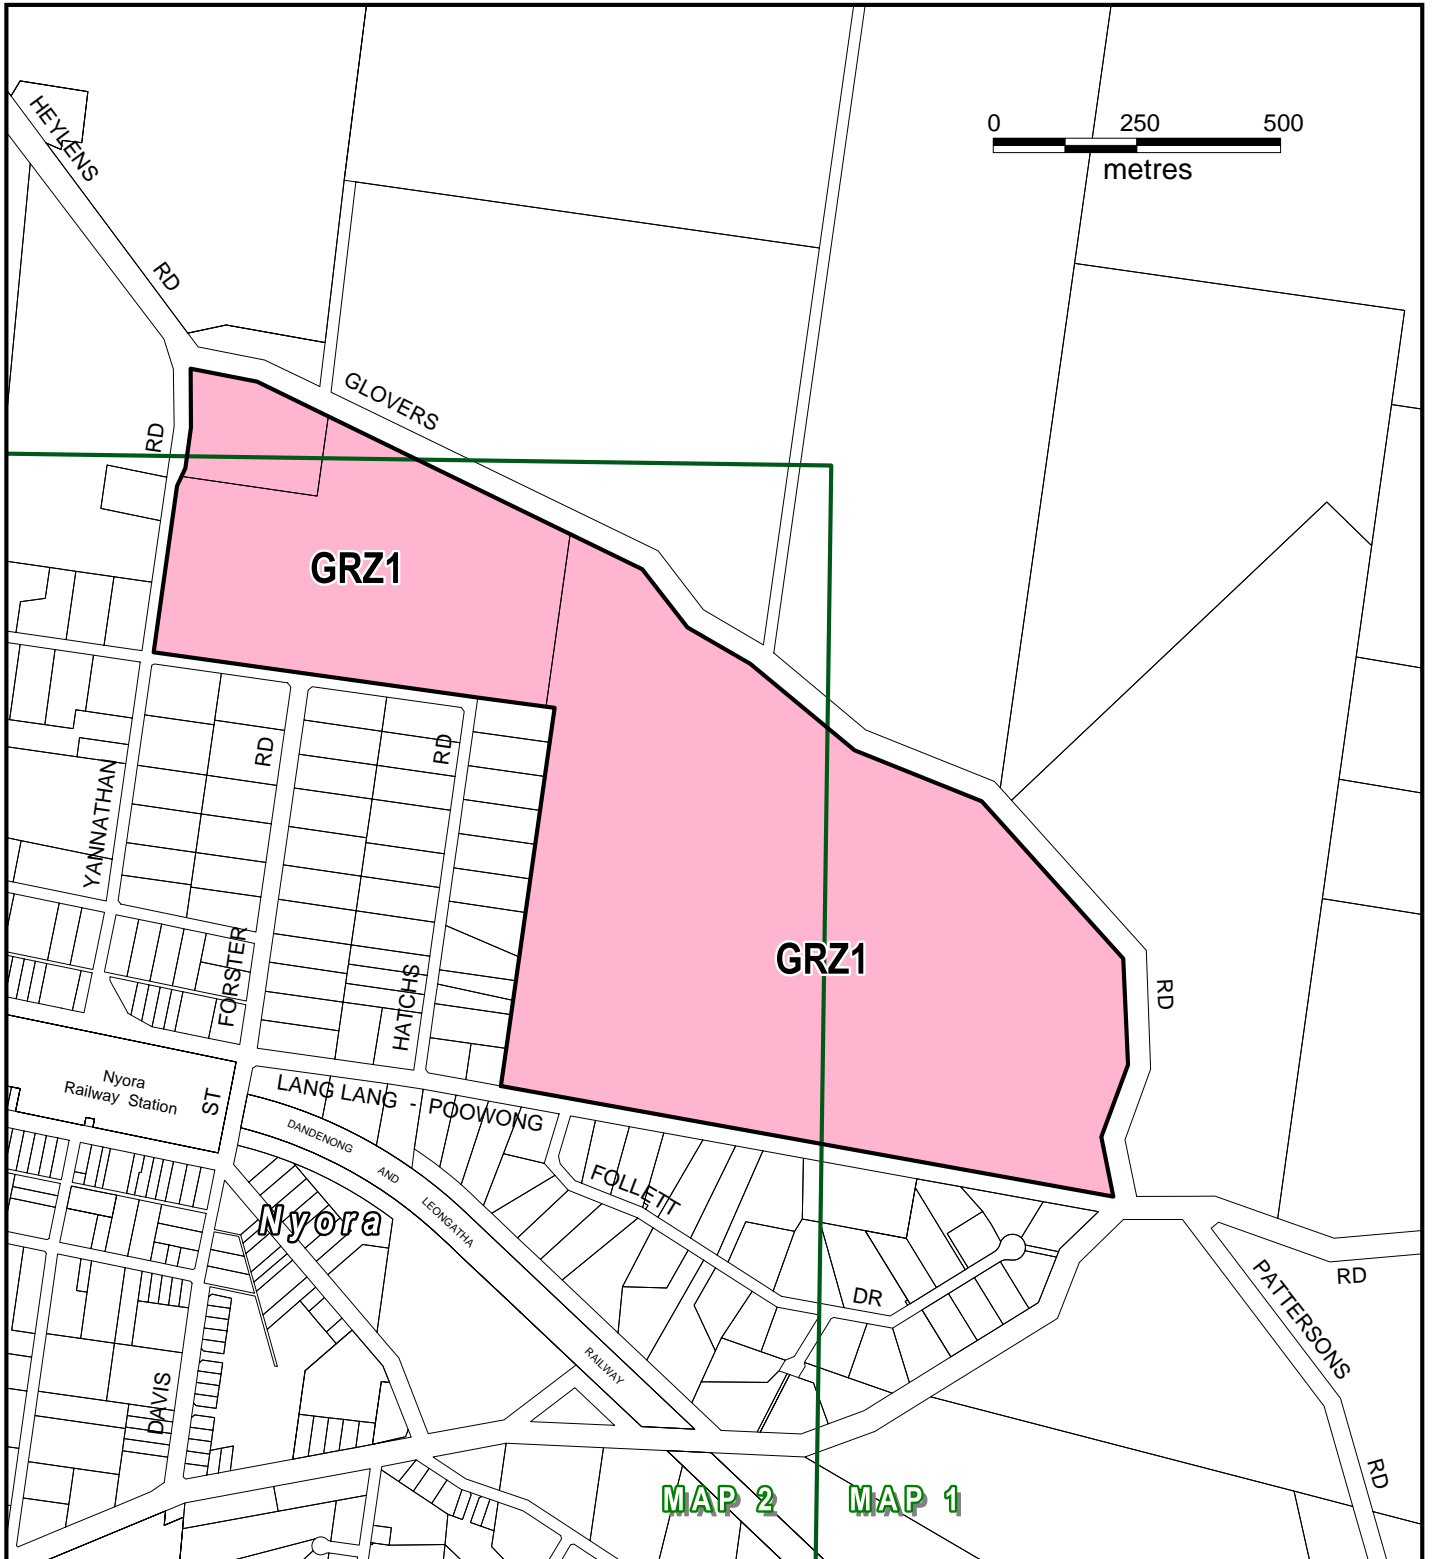 HEYLENS
RD
0 250 500
metres
GLOVERS
RD
GRZ1
RD
RD
YANNATHAN
FORSTER
HATCHS
GRZ1
RD
Nyora
Railway Station
ST
LANG LANG - POOWONG
DANDENONG AND LEONGATHA RAILWAY
FOLLETT
DR
Nyora
RD
PATTERSONS
RD
DAVIS
MAP 2
MAP 1